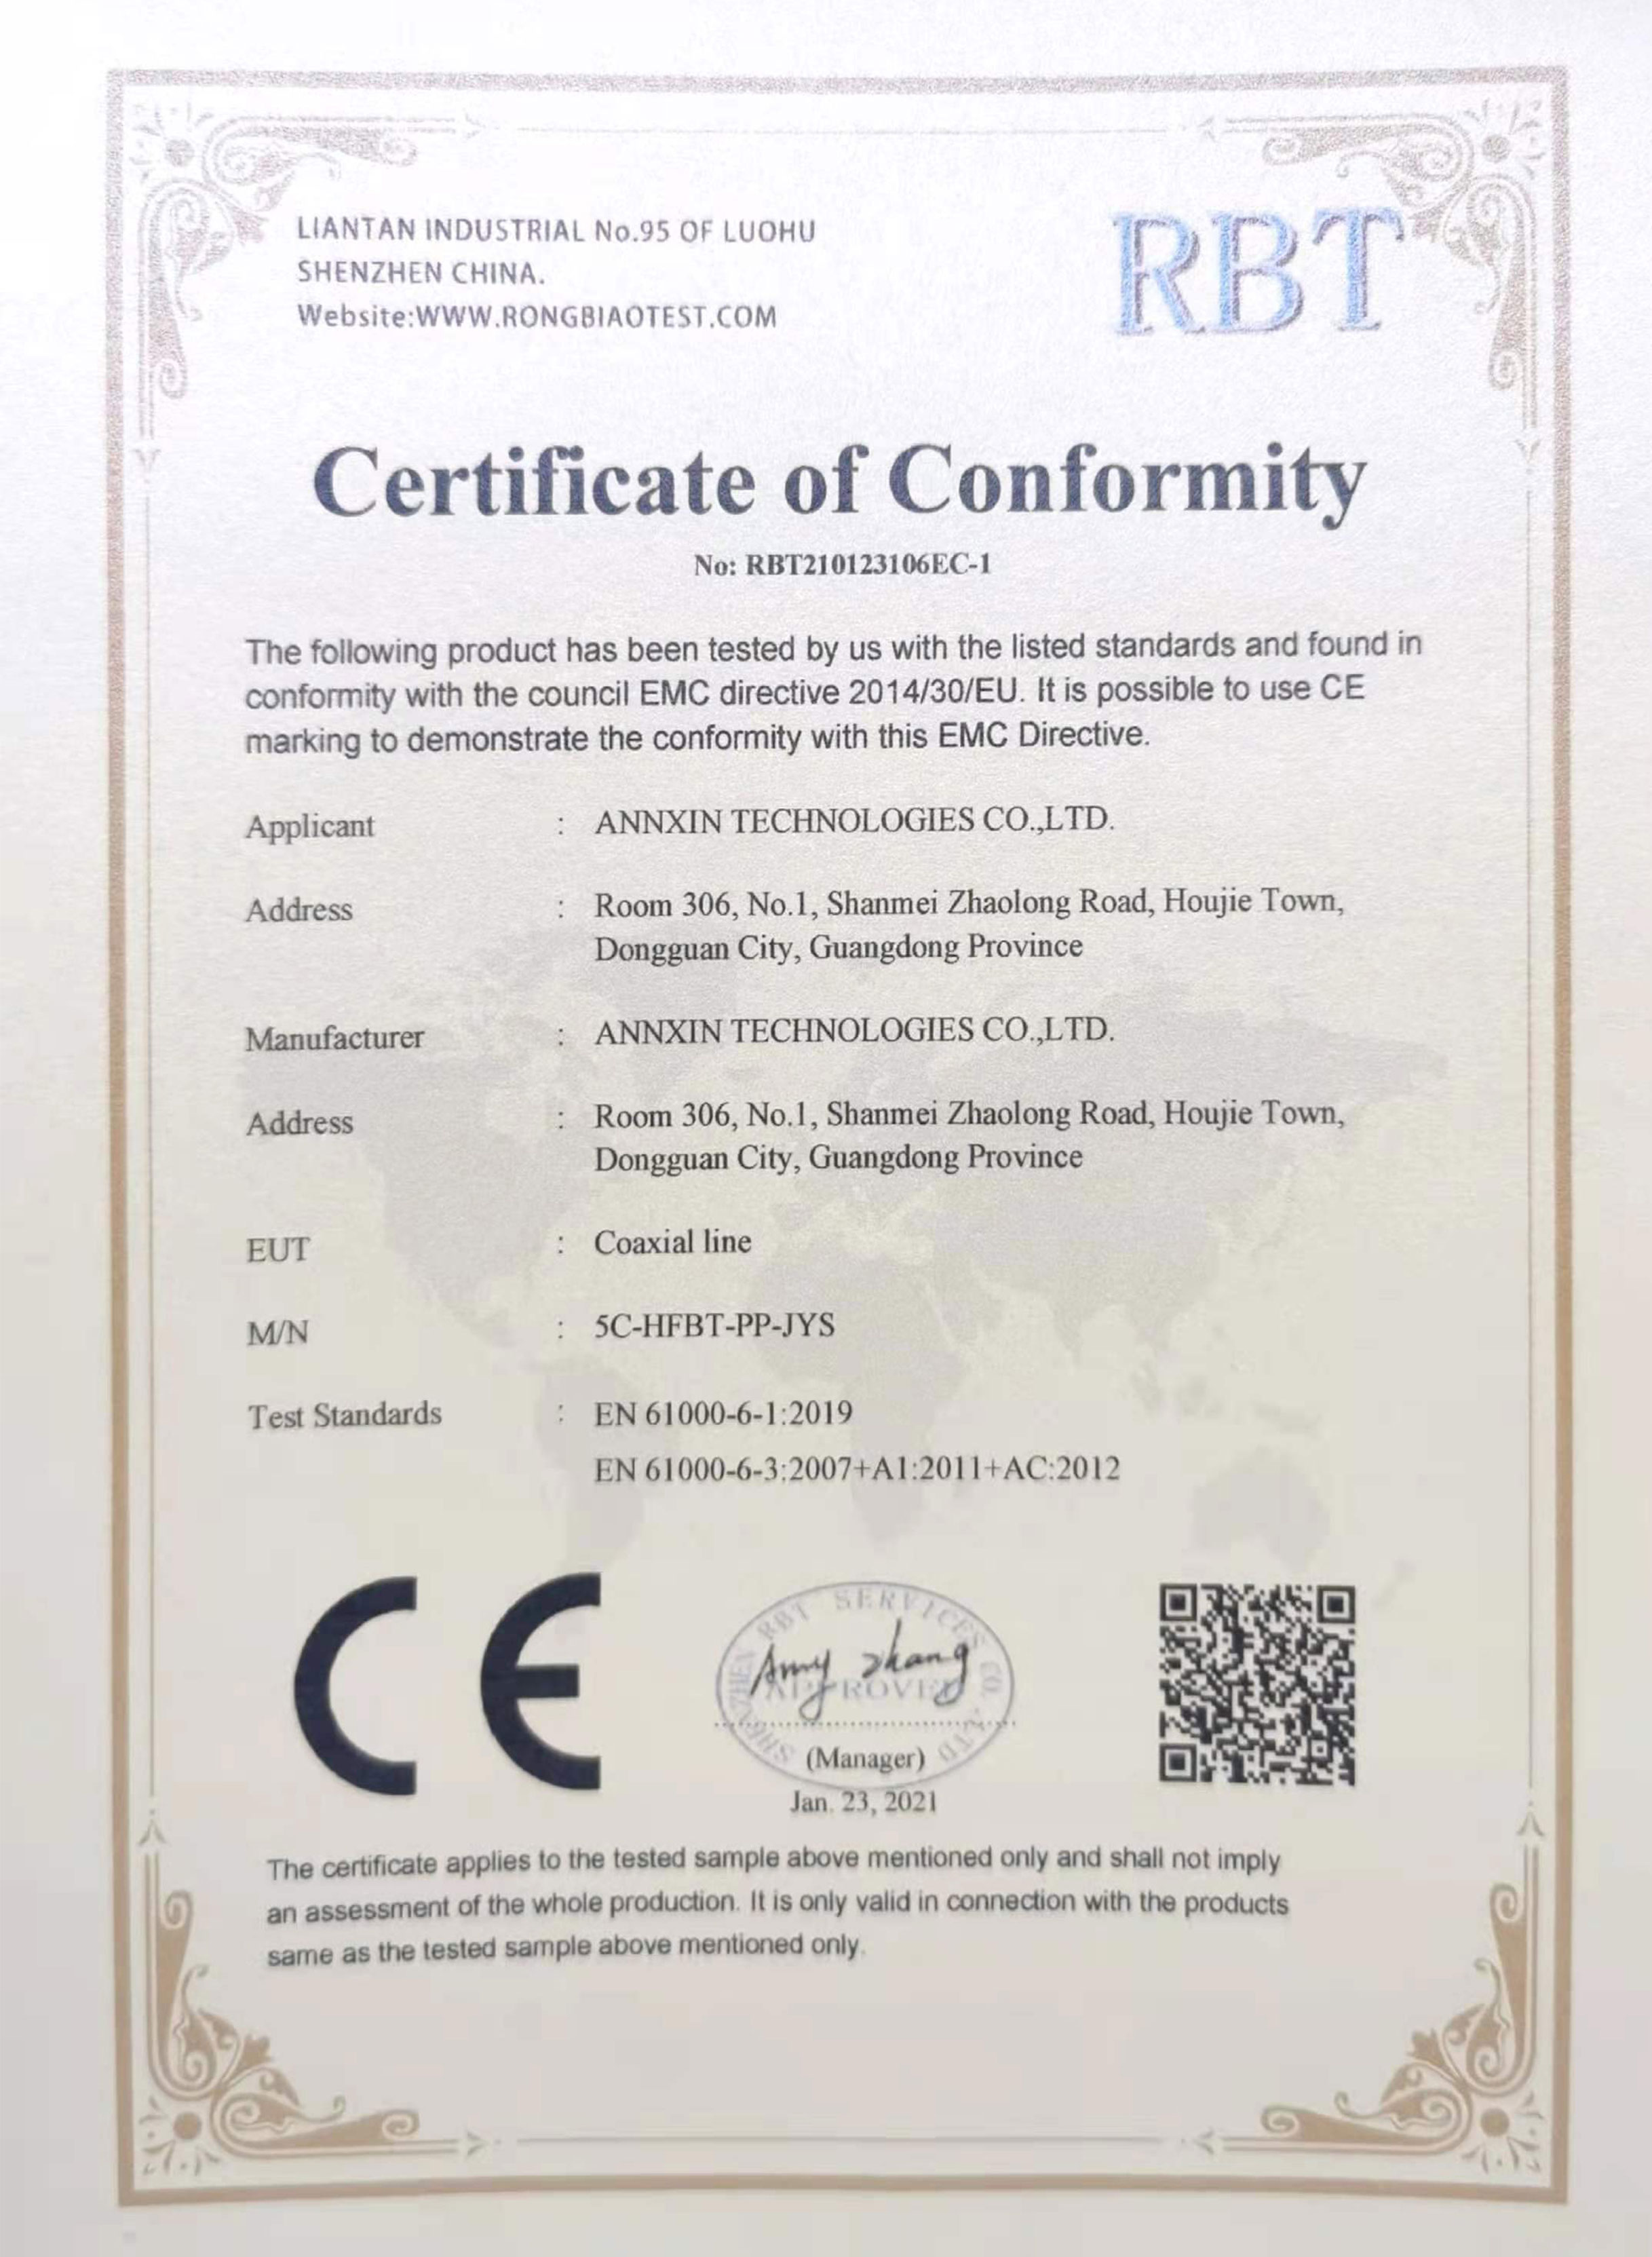 LIANTAN INDUSTRIAL No.95 OF LUOHU
SHENZHEN CHINA.
Website:WWW.RONGBIAOTEST.COM
RBT
Certificate of Conformity
No: RBT210123106EC-1
The following product has been tested by us with the listed standards and found in
conformity with the council EMC directive 2014/30/EU. It is possible to use CE
marking to demonstrate the conformity with this EMC Directive.
Applicant : ANNXIN TECHNOLOGIES CO.,LTD.
Address : Room 306, No.1, Shanmei Zhaolong Road, Houjie Town,
Dongguan City, Guangdong Province
Manufacturer : ANNXIN TECHNOLOGIES CO.,LTD.
Address : Room 306, No.1, Shanmei Zhaolong Road, Houjie Town,
Dongguan City, Guangdong Province
EUT : Coaxial line
M/N : 5C-HFBT-PP-JYS
Test Standards : EN 61000-6-1:2019
EN 61000-6-3:2007+A1:2011+AC:2012
CE
SHENZHEN RBT SERVICES CO. LTD
Amy Zhang
APPROVED
(Manager)
Jan. 23, 2021
The certificate applies to the tested sample above mentioned only and shall not imply
an assessment of the whole production. It is only valid in connection with the products
same as the tested sample above mentioned only.